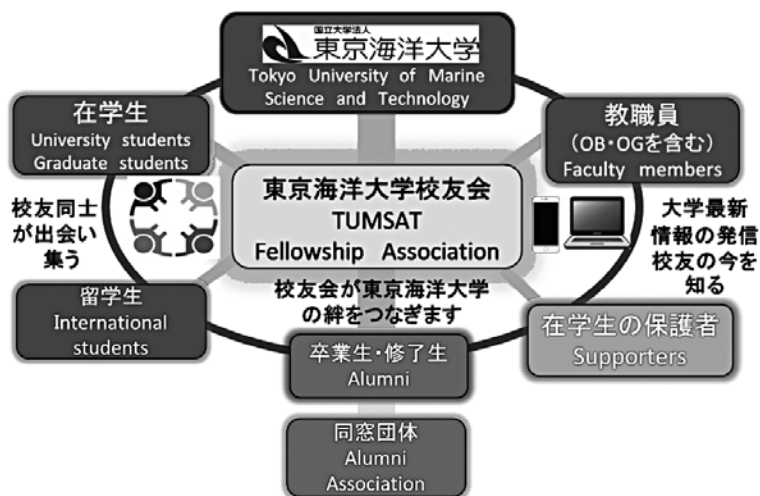 国立大学法人
東京海洋大学
Tokyo University of Marine
Science and Technology
在学生
University students
Graduate students
教職員
（OB・OGを含む）
Faculty members
東京海洋大学校友会
TUMSAT
Fellowship Association
校友同士
が出会い
集う
大学最新
情報の発信
校友の今を
知る
校友会が東京海洋大学
の絆をつなぎます
留学生
International
students
在学生の保護者
Supporters
卒業生・修了生
Alumni
同窓団体
Alumni
Association